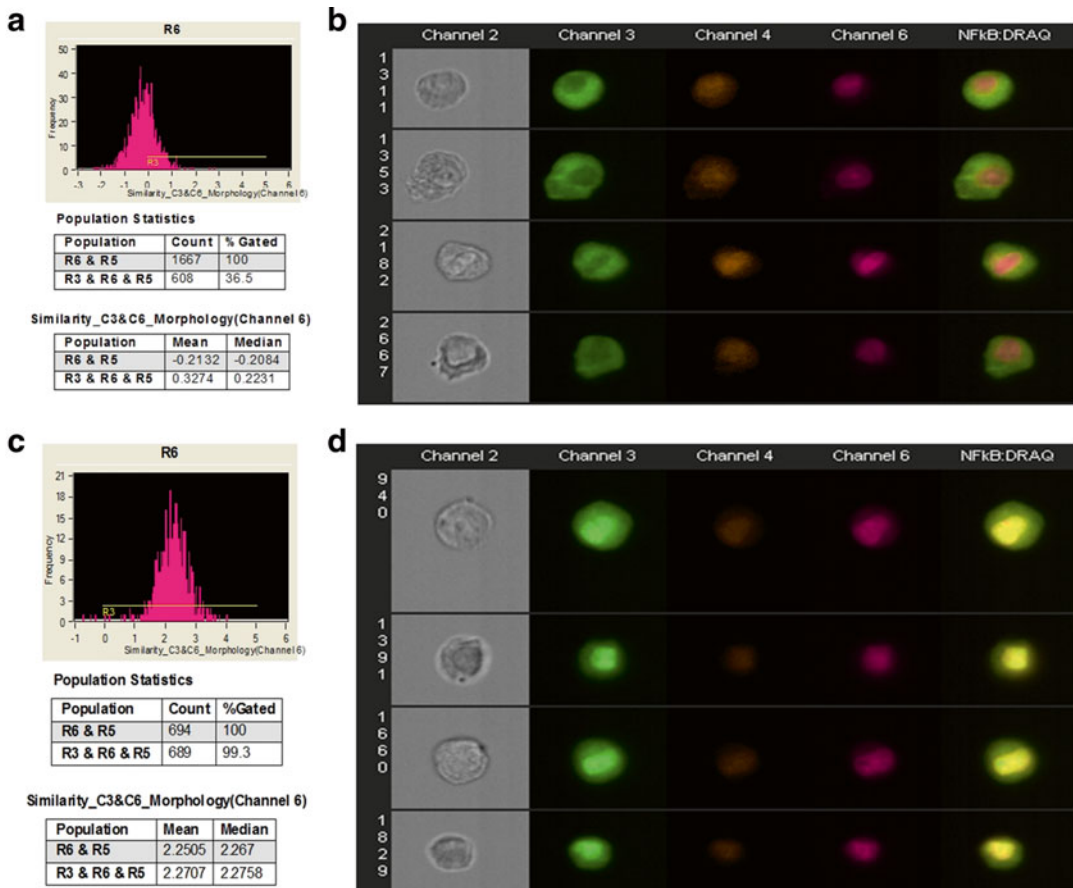 a
R6
50
40
30
20
10
0
Frequency
R3
-3 -2 -1 0 1 2 3 4 5 6
Similarity_C3&C6_Morphology(Channel 6)
Population Statistics
Population Count % Gated
R6 & R5 1667 100
R3 & R6 & R5 608 36.5
Similarity_C3&C6_Morphology(Channel 6)
Population Mean Median
R6 & R5 -0.2132 -0.2084
R3 & R6 & R5 0.3274 0.2231
b
Channel 2 Channel 3 Channel 4 Channel 6 NFkB:DRAQ
1311
1353
2182
2667
c
R6
21
18
15
12
9
6
3
0
Frequency
R3
-1 0 1 2 3 4 5 6
Similarity_C3&C6_Morphology(Channel 6)
Population Statistics
Population Count %Gated
R6 & R5 694 100
R3 & R6 & R5 689 99.3
Similarity_C3&C6_Morphology(Channel 6)
Population Mean Median
R6 & R5 2.2505 2.267
R3 & R6 & R5 2.2707 2.2758
d
Channel 2 Channel 3 Channel 4 Channel 6 NFkB:DRAQ
940
1391
1660
1829